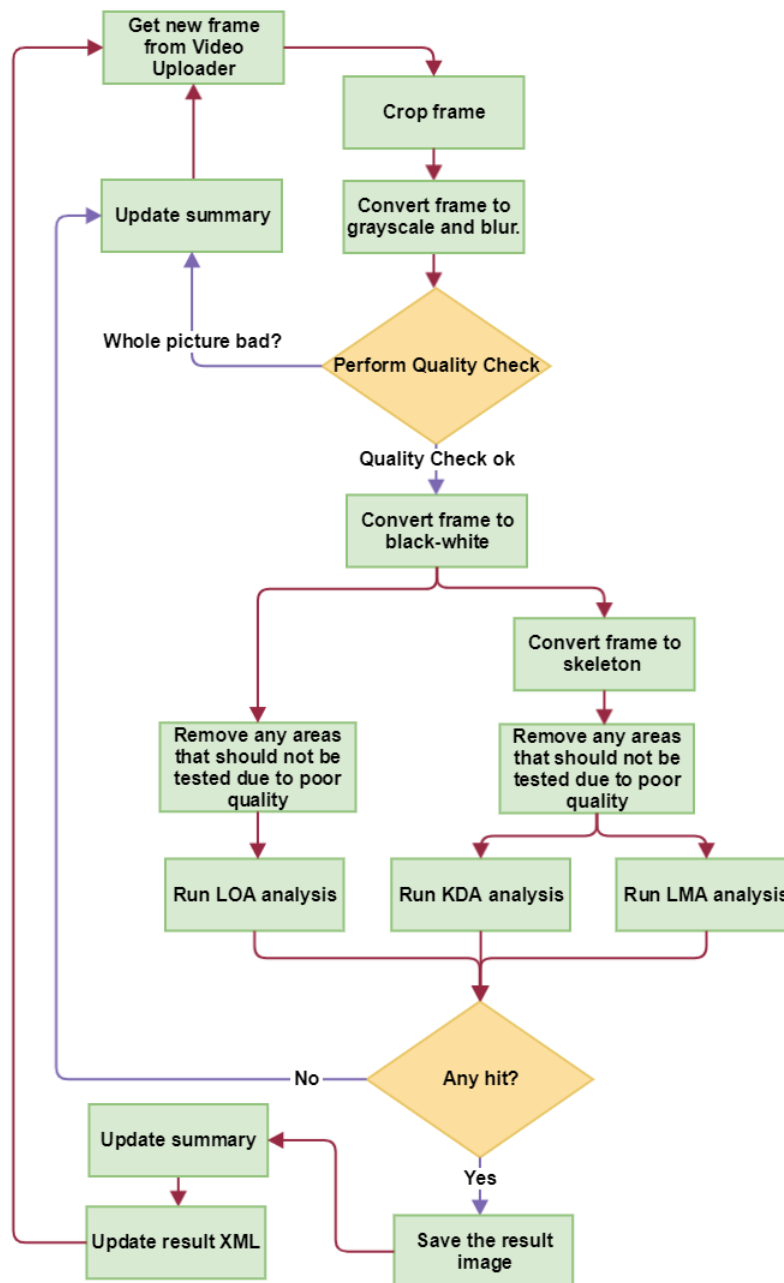 Get new frame
from Video
Uploader
Crop frame
Update summary
Convert frame to
grayscale and blur.
Whole picture bad?
Perform Quality Check
Quality Check ok
Convert frame to
black-white
Convert frame to
skeleton
Remove any areas
that should not be
tested due to poor
quality
Remove any areas
that should not be
tested due to poor
quality
Run LOA analysis
Run KDA analysis
Run LMA analysis
No
Any hit?
Update summary
Yes
Update result XML
Save the result
image